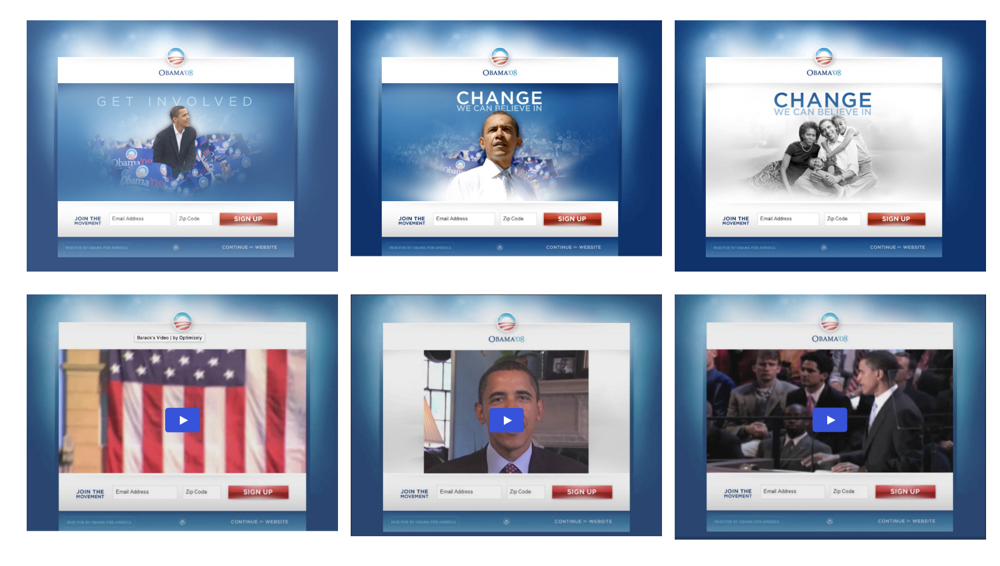 OBAMA'08
GET INVOLVED
Obama'08
Obama'08
JOIN THE
MOVEMENT
Email Address
Zip Code
SIGN UP
PAID FOR BY OBAMA FOR AMERICA
CONTINUE to WEBSITE
OBAMA'08
CHANGE
WE CAN BELIEVE IN
Obam
JOIN THE
MOVEMENT
Email Address
Zip Code
SIGN UP
PAID FOR BY OBAMA FOR AMERICA
CONTINUE to WEBSITE
OBAMA'08
CHANGE
WE CAN BELIEVE IN
JOIN THE
MOVEMENT
Email Address
Zip Code
SIGN UP
PAID FOR BY OBAMA FOR AMERICA
CONTINUE to WEBSITE
Barack's Video | by Optimizely
JOIN THE
MOVEMENT
Email Address
Zip Code
SIGN UP
PAID FOR BY OBAMA FOR AMERICA
CONTINUE to WEBSITE
OBAMA'08
JOIN THE
MOVEMENT
Email Address
Zip Code
SIGN UP
PAID FOR BY OBAMA FOR AMERICA
CONTINUE to WEBSITE
OBAMA'08
JOIN THE
MOVEMENT
Email Address
Zip Code
SIGN UP
PAID FOR BY OBAMA FOR AMERICA
CONTINUE to WEBSITE